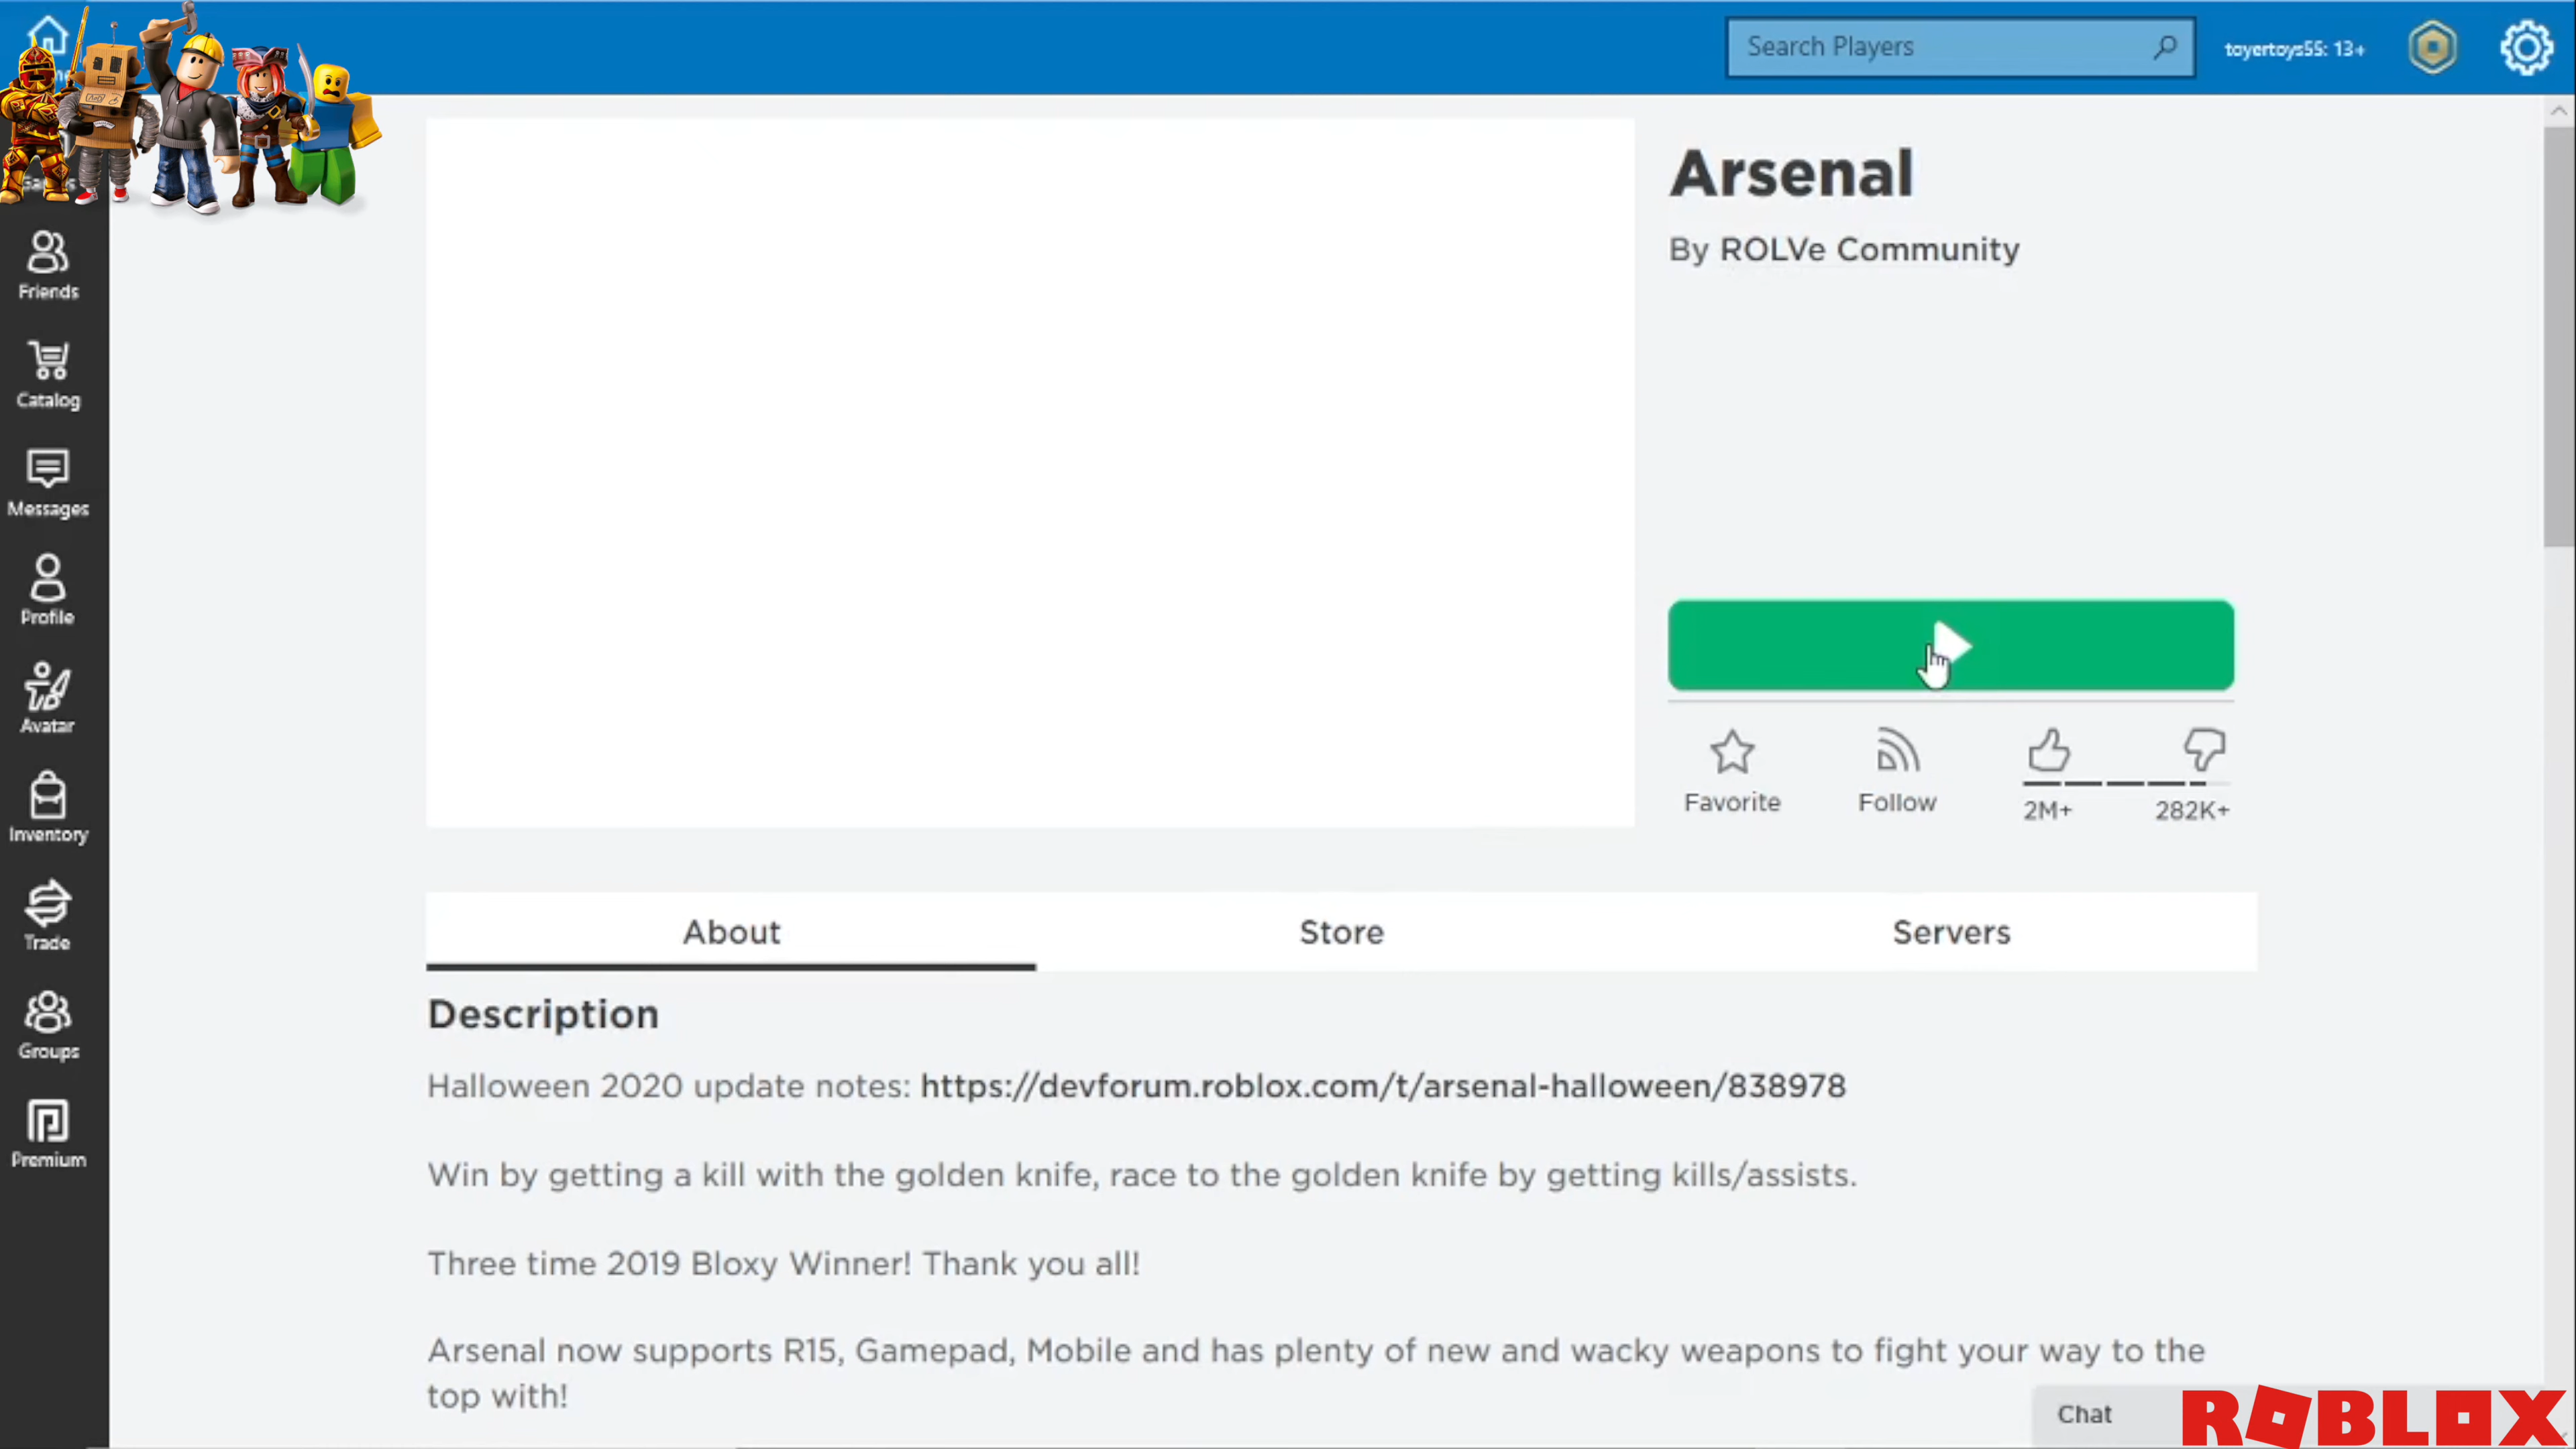 Search Players
toyertoys55: 13+
Arsenal
By ROLVe Community
Friends
Catalog
Messages
Profile
Avatar
Inventory
Trade
Groups
Premium
Favorite
Follow
2M+
282K+
About
Store
Servers
Description
Halloween 2020 update notes: https://devforum.roblox.com/t/arsenal-halloween/838978
Win by getting a kill with the golden knife, race to the golden knife by getting kills/assists.
Three time 2019 Bloxy Winner! Thank you all!
Arsenal now supports R15, Gamepad, Mobile and has plenty of new and wacky weapons to fight your way to the
top with!
Chat
ROBLOX